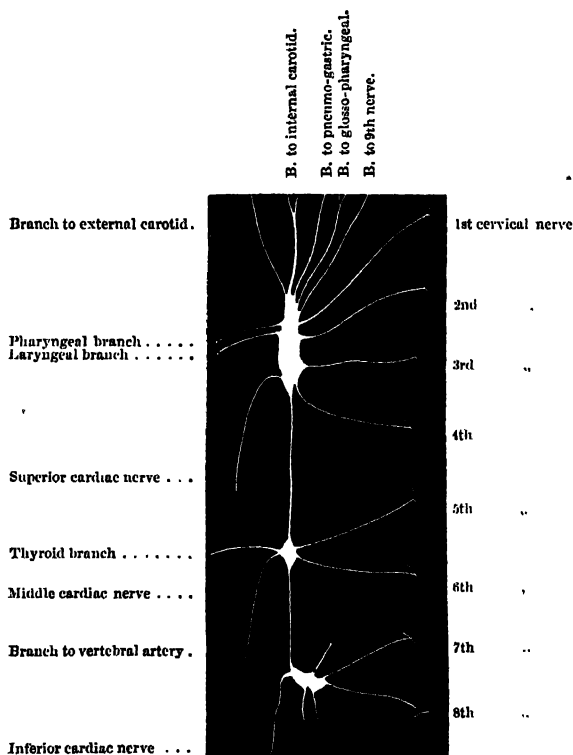 B. to internal carotid.
B. to pneumo-gastric.
B. to glosso-pharyngeal.
B. to 9th nerve.
Branch to external carotid.
1st cervical nerve
2nd
Pharyngeal branch . . . . .
Laryngeal branch . . . . . .
3rd „
4th
Superior cardiac nerve . . .
5th „
Thyroid branch . . . . . . .
6th
Middle cardiac nerve . . . .
Branch to vertebral artery .
7th „
8th „
Inferior cardiac nerve . . .